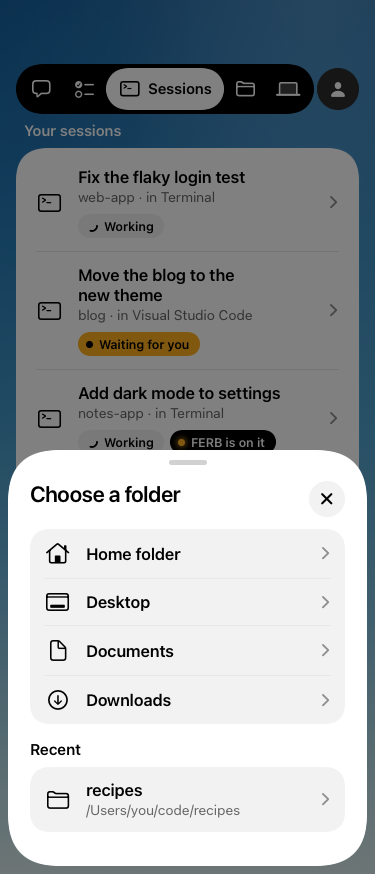 Sessions
Your sessions
Fix the flaky login test
web-app · in Terminal
Working
Move the blog to the
new theme
blog · in Visual Studio Code
Waiting for you
Add dark mode to settings
notes-app · in Terminal
Working
FERB is on it
Choose a folder
Home folder
Desktop
Documents
Downloads
Recent
recipes
/Users/you/code/recipes